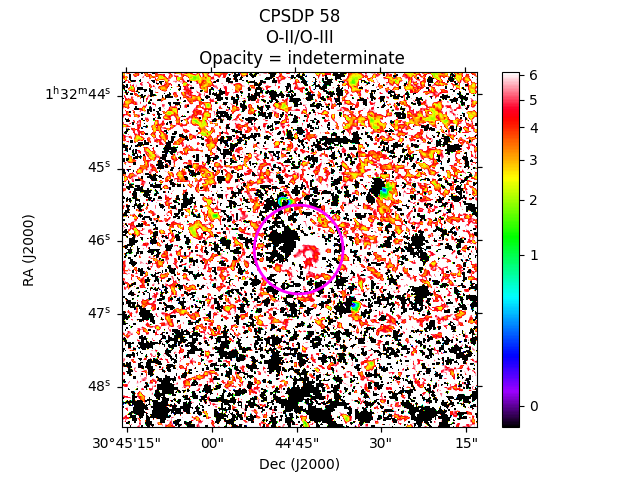 CPSDP 58
O-II/O-III
Opacity = indeterminate
1ʰ32ᵐ44ˢ
45ˢ
46ˢ
47ˢ
48ˢ
RA (J2000)
30°45'15"
00"
44'45"
30"
15"
Dec (J2000)
6
5
4
3
2
1
0